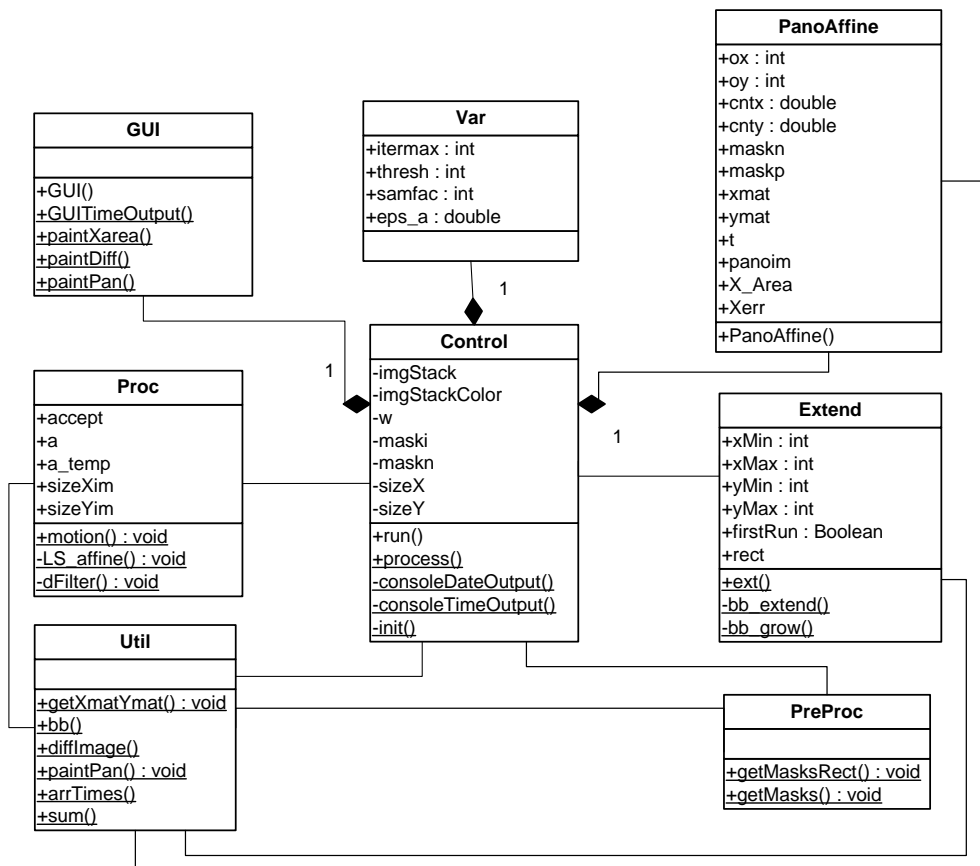 PanoAffine
+ox : int
+oy : int
+cntx : double
+cnty : double
+maskn
+maskp
+xmat
+ymat
+t
+panoim
+X_Area
+Xerr
+PanoAffine()
Var
+itermax : int
+thresh : int
+samfac : int
+eps_a : double
GUI
+GUI()
+GUITimeOutput()
+paintXarea()
+paintDiff()
+paintPan()
1
1
1
Control
-imgStack
-imgStackColor
-w
-maski
-maskn
-sizeX
-sizeY
+run()
+process()
-consoleDateOutput()
-consoleTimeOutput()
-init()
Proc
+accept
+a
+a_temp
+sizeXim
+sizeYim
+motion() : void
-LS_affine() : void
-dFilter() : void
Extend
+xMin : int
+xMax : int
+yMin : int
+yMax : int
+firstRun : Boolean
+rect
+ext()
-bb_extend()
-bb_grow()
Util
+getXmatYmat() : void
+bb()
+diffImage()
+paintPan() : void
+arrTimes()
+sum()
PreProc
+getMasksRect() : void
+getMasks() : void